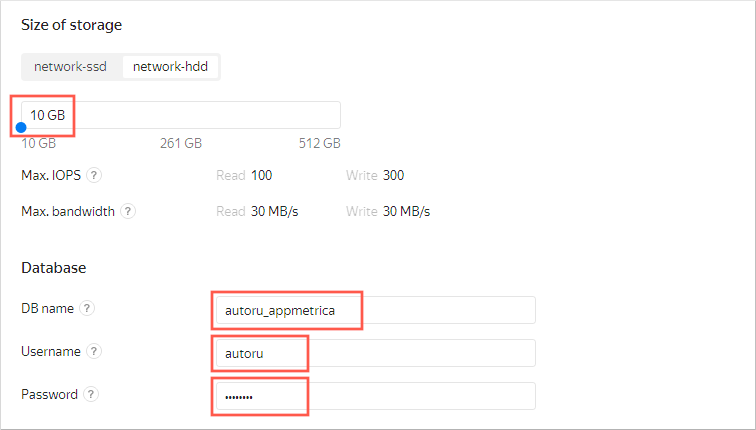 Size of storage
network-ssd network-hdd
10 GB
10 GB 261 GB 512 GB
Max. IOPS ? Read 100 Write 300
Max. bandwidth ? Read 30 MB/s Write 30 MB/s
Database
DB name ? autoru_appmetrica
Username ? autoru
Password ? ••••••••